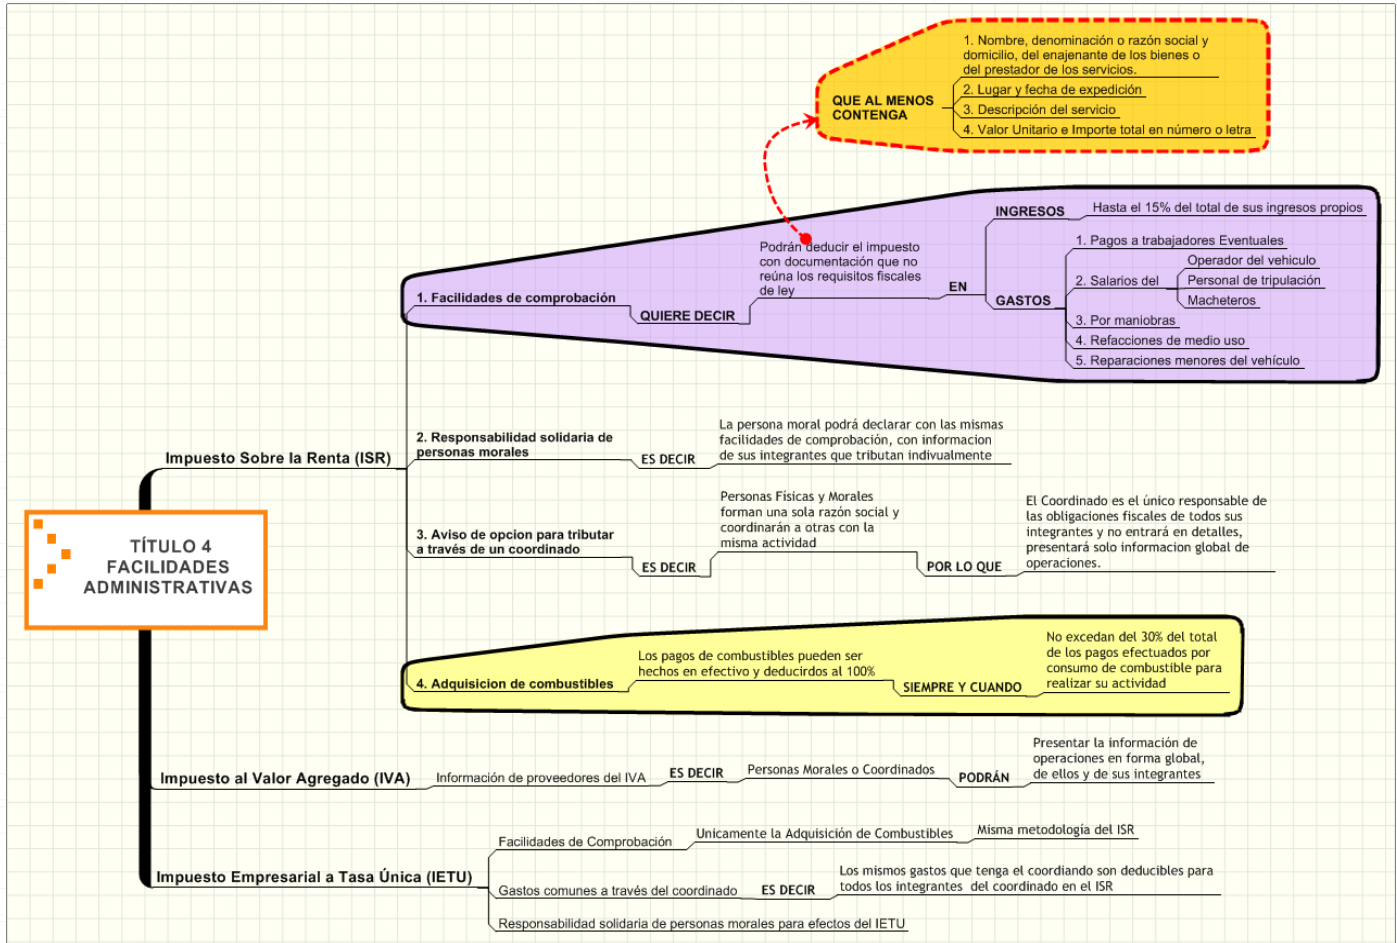 TÍTULO 4
FACILIDADES
ADMINISTRATIVAS
Impuesto Sobre la Renta (ISR)
1. Facilidades de comprobación
QUIERE DECIR
Podrán deducir el impuesto
con documentación que no
reúna los requisitos fiscales
de ley
QUE AL MENOS
CONTENGA
1. Nombre, denominación o razón social y
domicilio, del enajenante de los bienes o
del prestador de los servicios.
2. Lugar y fecha de expedición
3. Descripción del servicio
4. Valor Unitario e Importe total en número o letra
EN
INGRESOS
Hasta el 15% del total de sus ingresos propios
GASTOS
1. Pagos a trabajadores Eventuales
2. Salarios del
Operador del vehiculo
Personal de tripulación
Macheteros
3. Por maniobras
4. Refacciones de medio uso
5. Reparaciones menores del vehículo
2. Responsabilidad solidaria de
personas morales
ES DECIR
La persona moral podrá declarar con las mismas
facilidades de comprobación, con informacion
de sus integrantes que tributan indivualmente
3. Aviso de opcion para tributar
a través de un coordinado
ES DECIR
Personas Físicas y Morales
forman una sola razón social y
coordinarán a otras con la
misma actividad
POR LO QUE
El Coordinado es el único responsable de
las obligaciones fiscales de todos sus
integrantes y no entrará en detalles,
presentará solo informacion global de
operaciones.
4. Adquisicion de combustibles
Los pagos de combustibles pueden ser
hechos en efectivo y deducirdos al 100%
SIEMPRE Y CUANDO
No excedan del 30% del total
de los pagos efectuados por
consumo de combustible para
realizar su actividad
Impuesto al Valor Agregado (IVA)
Información de proveedores del IVA
ES DECIR
Personas Morales o Coordinados
PODRÁN
Presentar la información de
operaciones en forma global,
de ellos y de sus integrantes
Impuesto Empresarial a Tasa Única (IETU)
Facilidades de Comprobación
Unicamente la Adquisición de Combustibles
Misma metodología del ISR
Gastos comunes a través del coordinado
ES DECIR
Los mismos gastos que tenga el coordiando son deducibles para
todos los integrantes del coordinado en el ISR
Responsabilidad solidaria de personas morales para efectos del IETU